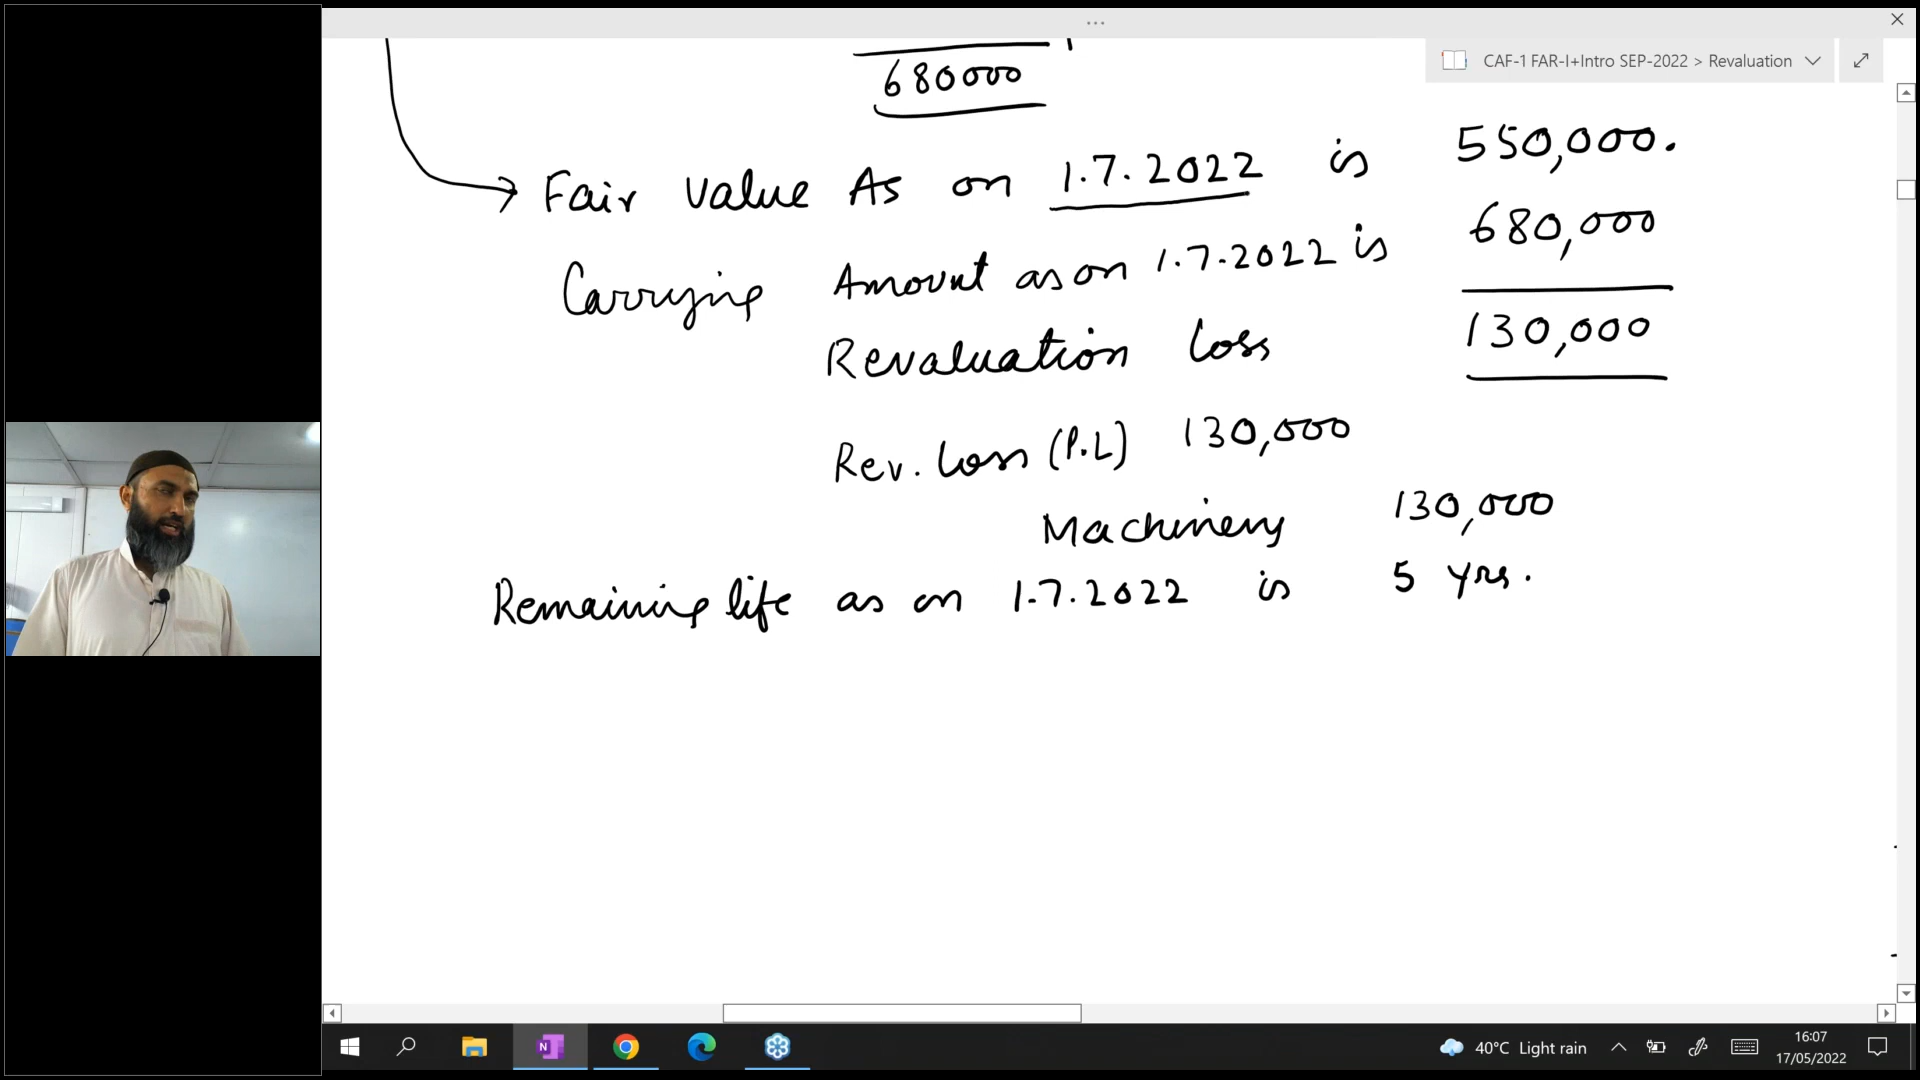 CAF-1 FAR-I+Intro SEP-2022 > Revaluation
680000
Fair value As on 1.7.2022 is 550,000.
Carrying Amount as on 1.7.2022 is 680,000
Revaluation Loss 130,000
Rev. Loss (P.L) 130,000
Machinery 130,000
Remaining life as on 1.7.2022 is 5 yrs.
40°C Light rain
16:07
17/05/2022